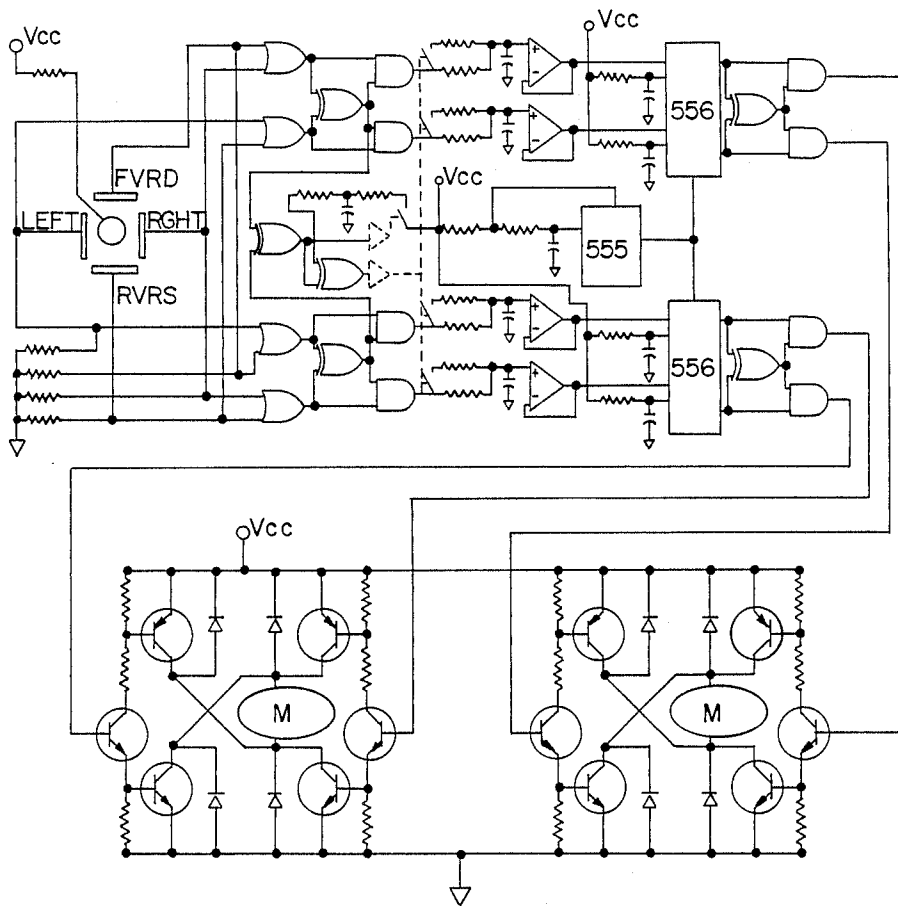 Vcc
Vcc
556
FVRD
LEFT
RGHT
RVRS
Vcc
555
556
Vcc
M
M
+
-
+
-
+
-
+
-